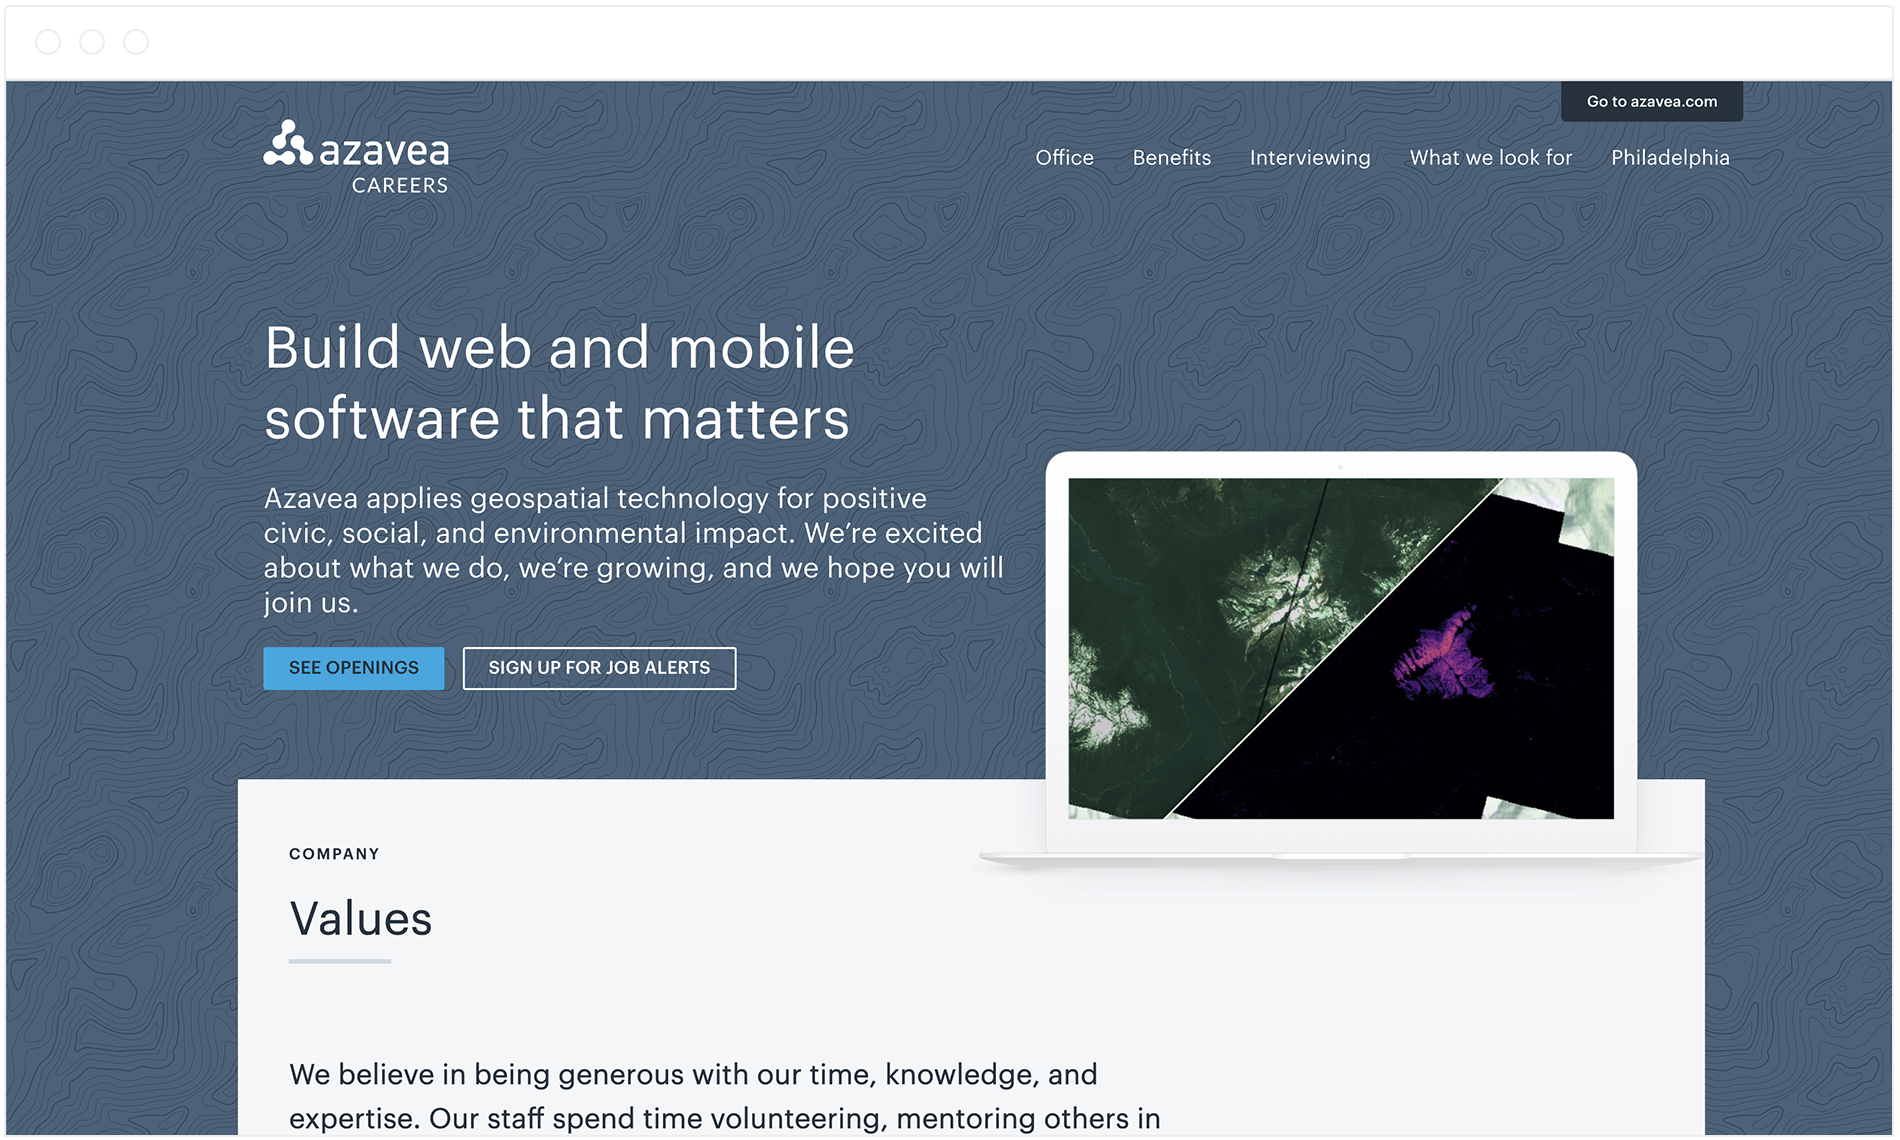 Go to azavea.com
azavea
CAREERS
Office Benefits Interviewing What we look for Philadelphia
Build web and mobile
software that matters
Azavea applies geospatial technology for positive
civic, social, and environmental impact. We’re excited
about what we do, we’re growing, and we hope you will
join us.
SEE OPENINGS SIGN UP FOR JOB ALERTS
COMPANY
Values
We believe in being generous with our time, knowledge, and
expertise. Our staff spend time volunteering, mentoring others in